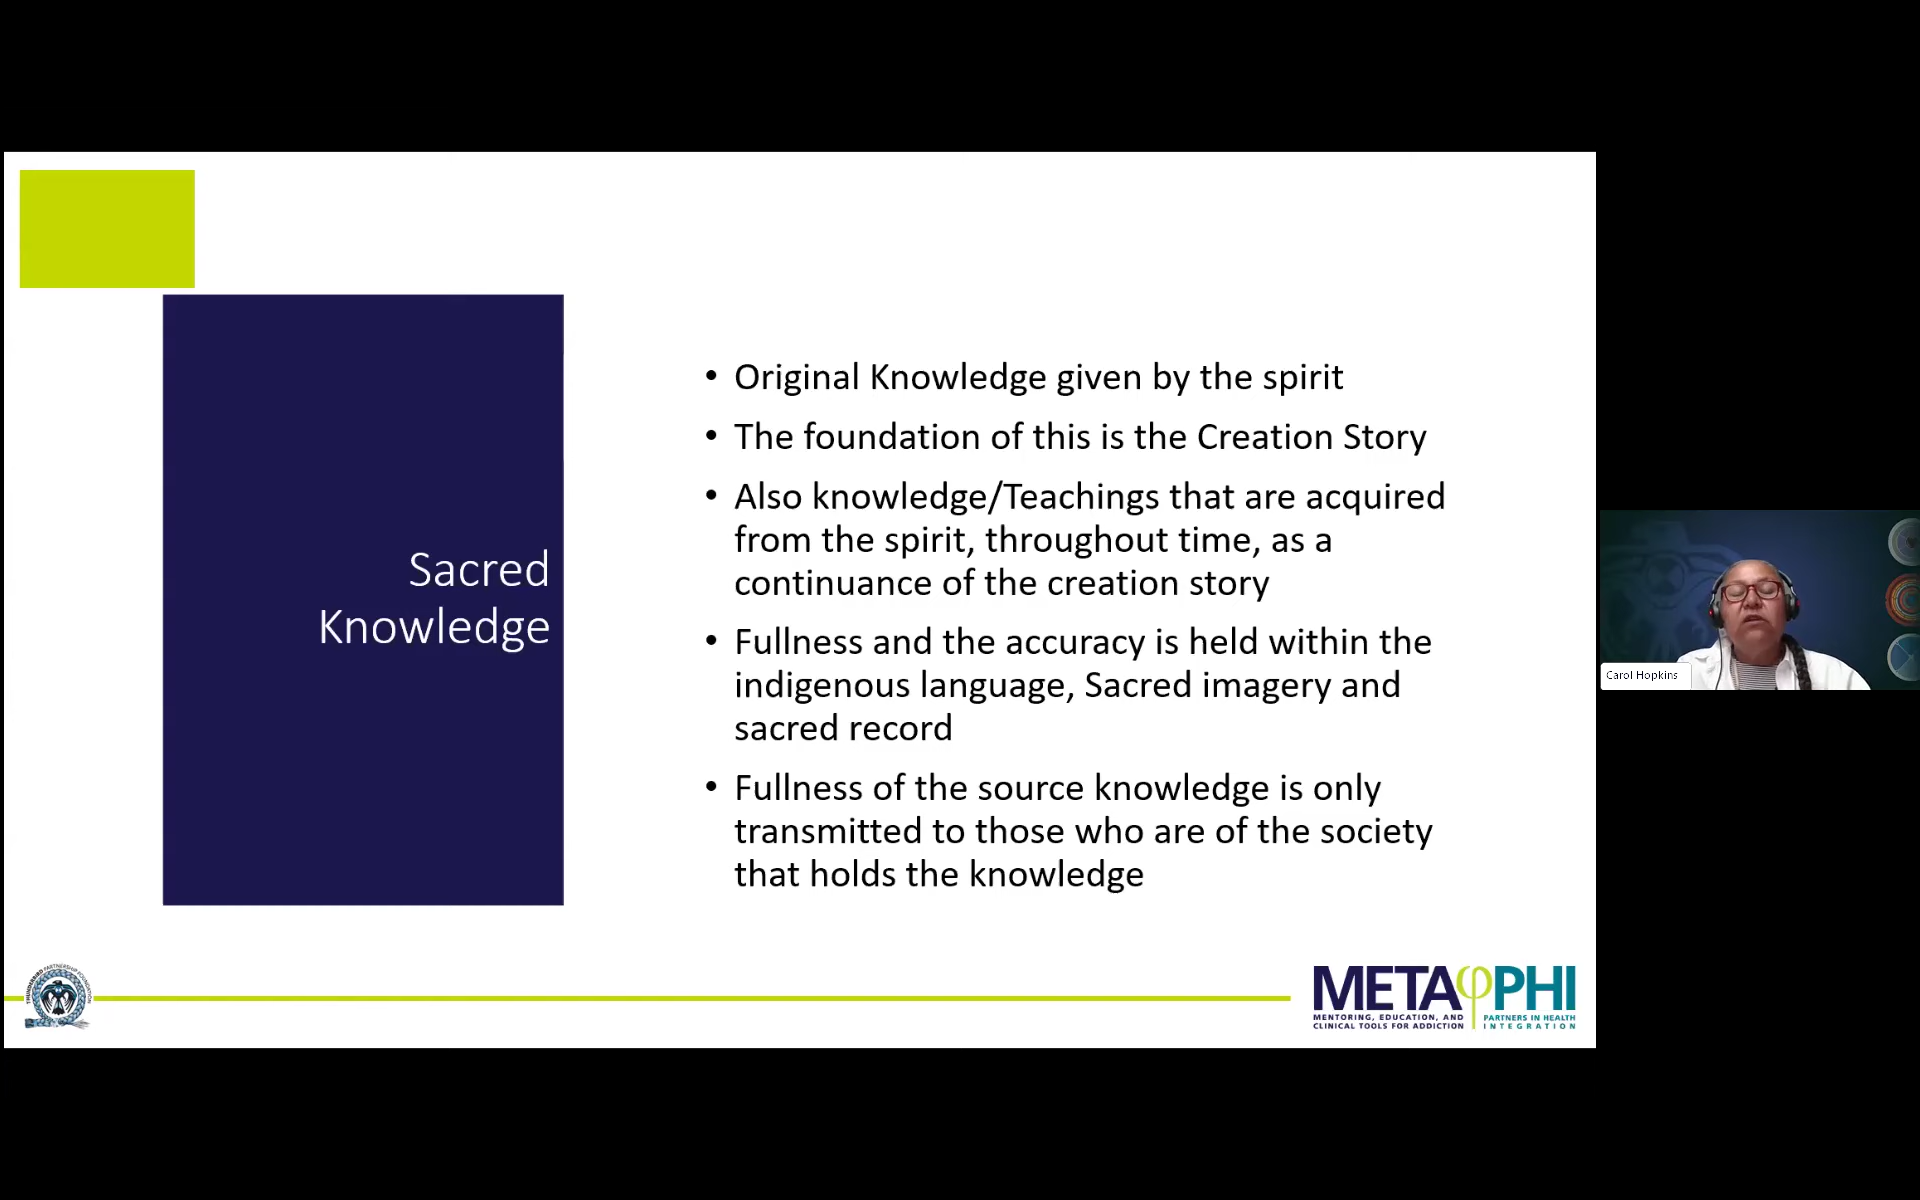 Sacred
Knowledge
• Original Knowledge given by the spirit
• The foundation of this is the Creation Story
• Also knowledge/Teachings that are acquired
from the spirit, throughout time, as a
continuance of the creation story
• Fullness and the accuracy is held within the
indigenous language, Sacred imagery and
sacred record
• Fullness of the source knowledge is only
transmitted to those who are of the society
that holds the knowledge
Carol Hopkins
THUNDERBIRD PARTNERSHIP FOUNDATION
METAφPHI
MENTORING, EDUCATION, AND
CLINICAL TOOLS FOR ADDICTION
PARTNERS IN HEALTH
INTEGRATION